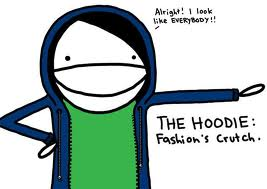 Alright! I look
like EVERYBODY!!
THE HOODIE:
Fashion's Crutch.